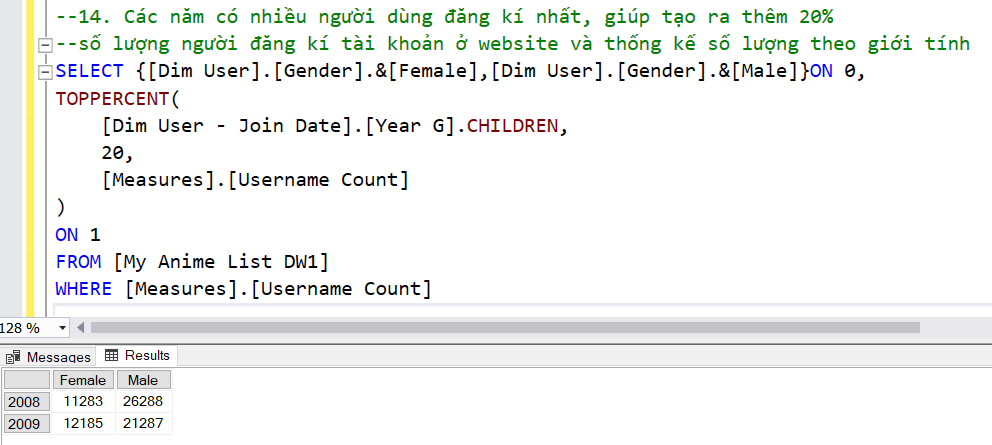 --14. Các năm có nhiều người dùng đăng kí nhất, giúp tạo ra thêm 20%
--số lượng người đăng kí tài khoản ở website và thống kế số lượng theo giới tính
SELECT {[Dim User].[Gender].&[Female],[Dim User].[Gender].&[Male]}ON 0,
TOPPERCENT(
[Dim User - Join Date].[Year G].CHILDREN,
20,
[Measures].[Username Count]
)
ON 1
FROM [My Anime List DW1]
WHERE [Measures].[Username Count]
128 %
Messages Results
Female Male
2008 11283 26288
2009 12185 21287